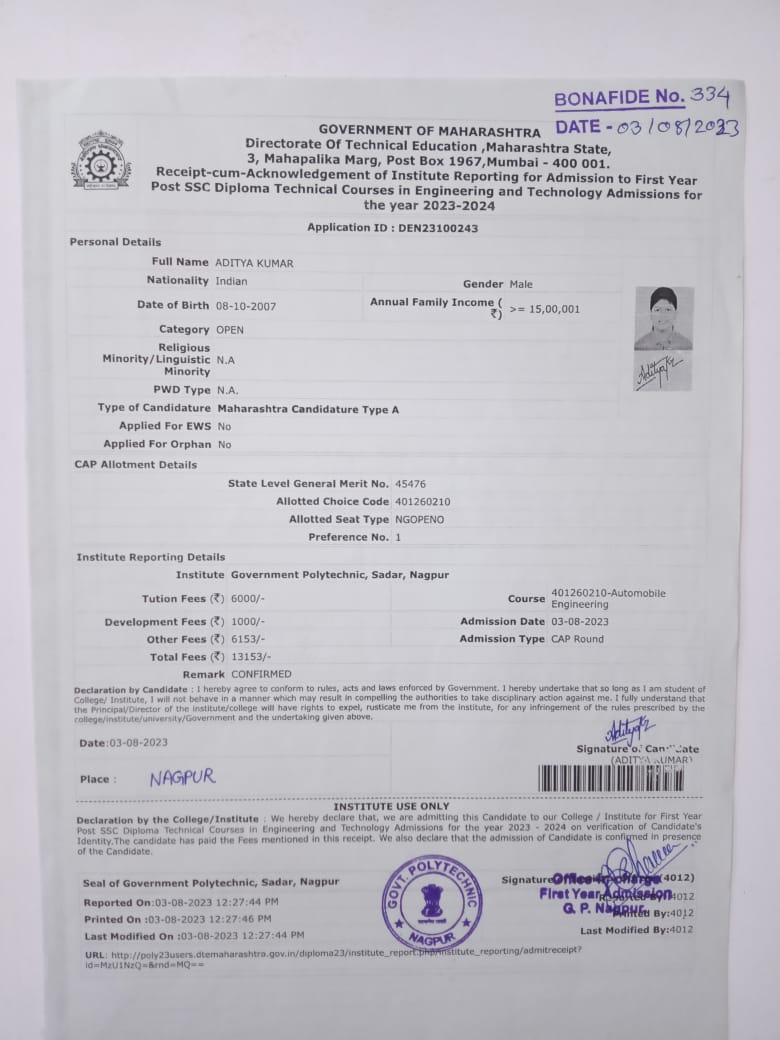 BONAFIDE No. 334
DATE - 03/08/2023
GOVERNMENT OF MAHARASHTRA
Directorate Of Technical Education ,Maharashtra State,
3, Mahapalika Marg, Post Box 1967,Mumbai - 400 001.
Receipt-cum-Acknowledgement of Institute Reporting for Admission to First Year
Post SSC Diploma Technical Courses in Engineering and Technology Admissions for
the year 2023-2024
Application ID : DEN23100243
Personal Details
Full Name ADITYA KUMAR
Nationality Indian
Gender Male
Date of Birth 08-10-2007
Annual Family Income (
₹) >= 15,00,001
Category OPEN
Religious
Minority/Linguistic N.A
Minority
PWD Type N.A.
AdityaKr
Type of Candidature Maharashtra Candidature Type A
Applied For EWS No
Applied For Orphan No
CAP Allotment Details
State Level General Merit No. 45476
Allotted Choice Code 401260210
Allotted Seat Type NGOPENO
Preference No. 1
Institute Reporting Details
Institute Government Polytechnic, Sadar, Nagpur
Tution Fees (₹) 6000/-
Course 401260210-Automobile
Engineering
Development Fees (₹) 1000/-
Admission Date 03-08-2023
Other Fees (₹) 6153/-
Admission Type CAP Round
Total Fees (₹) 13153/-
Remark CONFIRMED
Declaration by Candidate : I hereby agree to conform to rules, acts and laws enforced by Government. I hereby undertake that so long as I am student of
College/ Institute, I will not behave in a manner which may result in compelling the authorities to take disciplinary action against me. I fully understand that
the Principal/Director of the institute/college will have rights to expel, rusticate me from the institute, for any infringement of the rules prescribed by the
college/institute/university/Government and the undertaking given above.
AdityaKr
Date:03-08-2023
Signature of Candidate
(ADITYA KUMAR)
Place : NAGPUR
INSTITUTE USE ONLY
Declaration by the College/Institute : We hereby declare that, we are admitting this Candidate to our College / Institute for First Year
Post SSC Diploma Technical Courses in Engineering and Technology Admissions for the year 2023 - 2024 on verification of Candidate's
Identity.The candidate has paid the Fees mentioned in this receipt. We also declare that the admission of Candidate is confirmed in presence
of the Candidate.
Seal of Government Polytechnic, Sadar, Nagpur
GOVT. POLYTECHNIC
NAGPUR
Signature (4012)
Office-in-charge
First Year Admission
G. P. Nagpur
Reported On:03-08-2023 12:27:44 PM
Reported By:4012
Printed On :03-08-2023 12:27:46 PM
Printed By:4012
Last Modified On :03-08-2023 12:27:44 PM
Last Modified By:4012
URL: http://poly23users.dtemaharashtra.gov.in/diploma23/institute_report.php/institute_reporting/admitreceipt?
id=MzU1NzQ=&rnd=MQ==